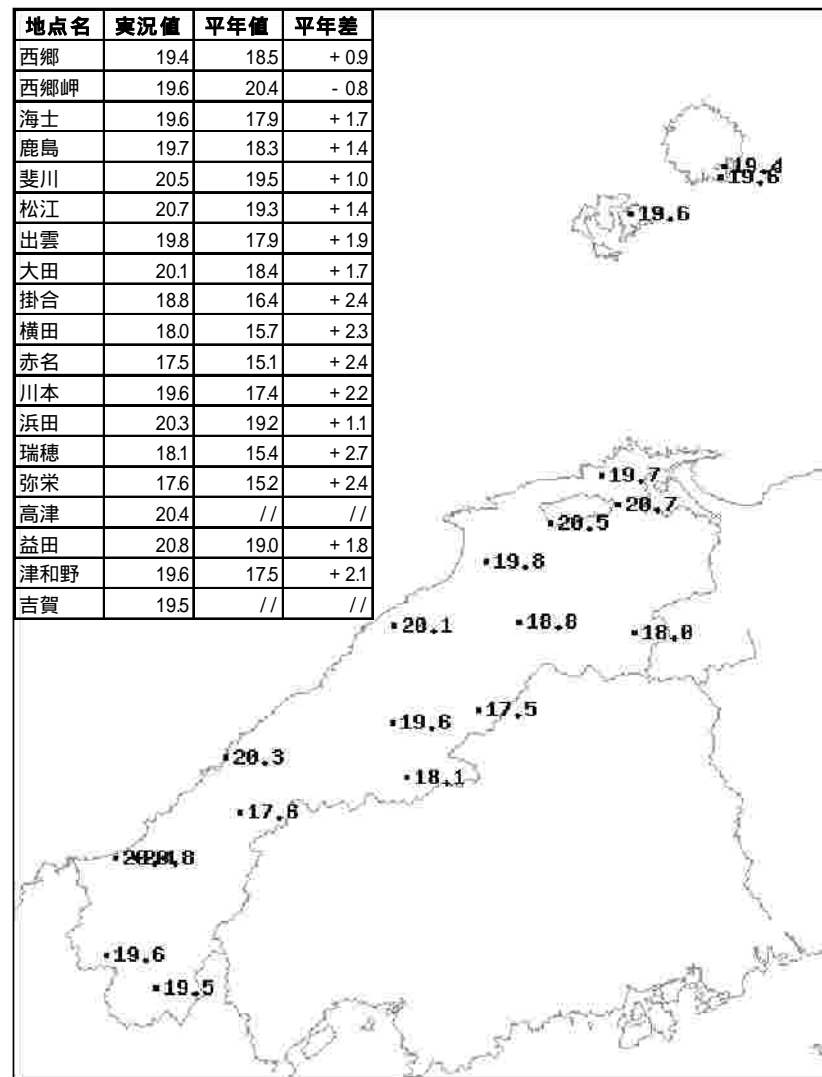 地点名 実況値 平年値 平年差
西郷 19.4 18.5 + 0.9
西郷岬 19.6 20.4 - 0.8
海士 19.6 17.9 + 1.7
鹿島 19.7 18.3 + 1.4
斐川 20.5 19.5 + 1.0
松江 20.7 19.3 + 1.4
出雲 19.8 17.9 + 1.9
大田 20.1 18.4 + 1.7
掛合 18.8 16.4 + 2.4
横田 18.0 15.7 + 2.3
赤名 17.5 15.1 + 2.4
川本 19.6 17.4 + 2.2
浜田 20.3 19.2 + 1.1
瑞穂 18.1 15.4 + 2.7
弥栄 17.6 15.2 + 2.4
高津 20.4 // //
益田 20.8 19.0 + 1.8
津和野 19.6 17.5 + 2.1
吉賀 19.5 // //
19.4
19.6
19.6
19.7
20.7
20.5
19.8
20.1
18.8
18.0
17.5
19.6
20.3
18.1
17.6
19.6
19.5